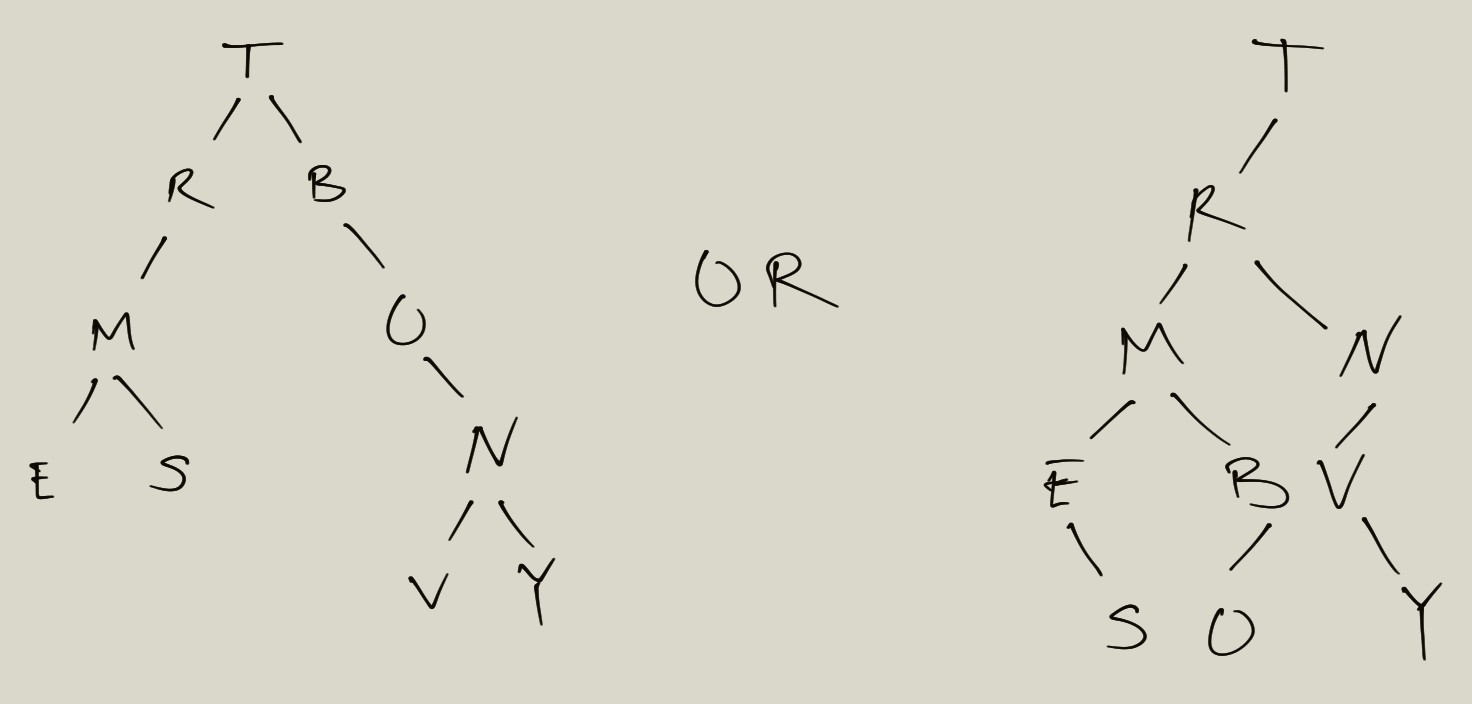 T T
R B R
OR
M O M N
N
E S E B V
V Y S O Y